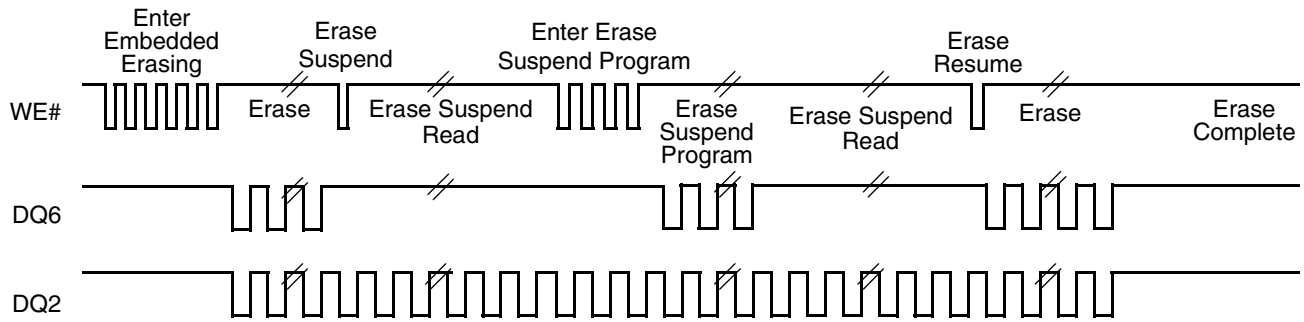 Enter
Embedded
Erasing
Erase
Suspend
Enter Erase
Suspend Program
Erase
Resume
WE#
Erase
Erase Suspend
Read
Erase
Suspend
Program
Erase Suspend
Read
Erase
Erase
Complete
DQ6
DQ2